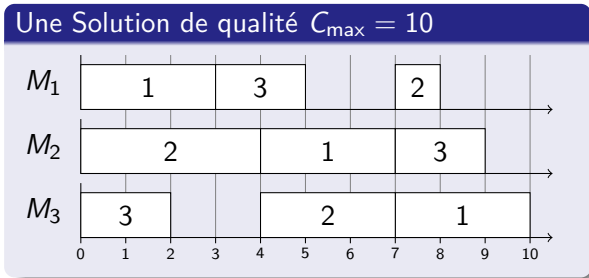 Une Solution de qualité Cmax = 10
M1 1 3 2
M2 2 1 3
M3 3 2 1
0 1 2 3 4 5 6 7 8 9 10